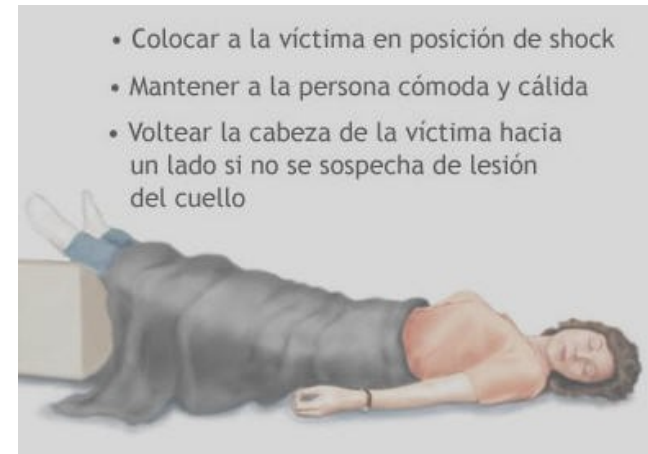 • Colocar a la víctima en posición de shock
• Mantener a la persona cómoda y cálida
• Voltear la cabeza de la víctima hacia
un lado si no se sospecha de lesión
del cuello